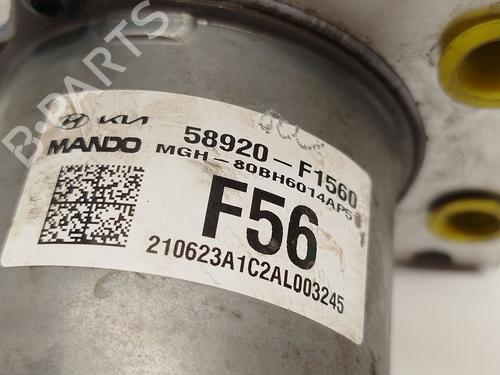 KIA
58920-F1560
MANDO
MGH-80BH6014AP5
F56
210623A1C2AL003245
B-PARTS